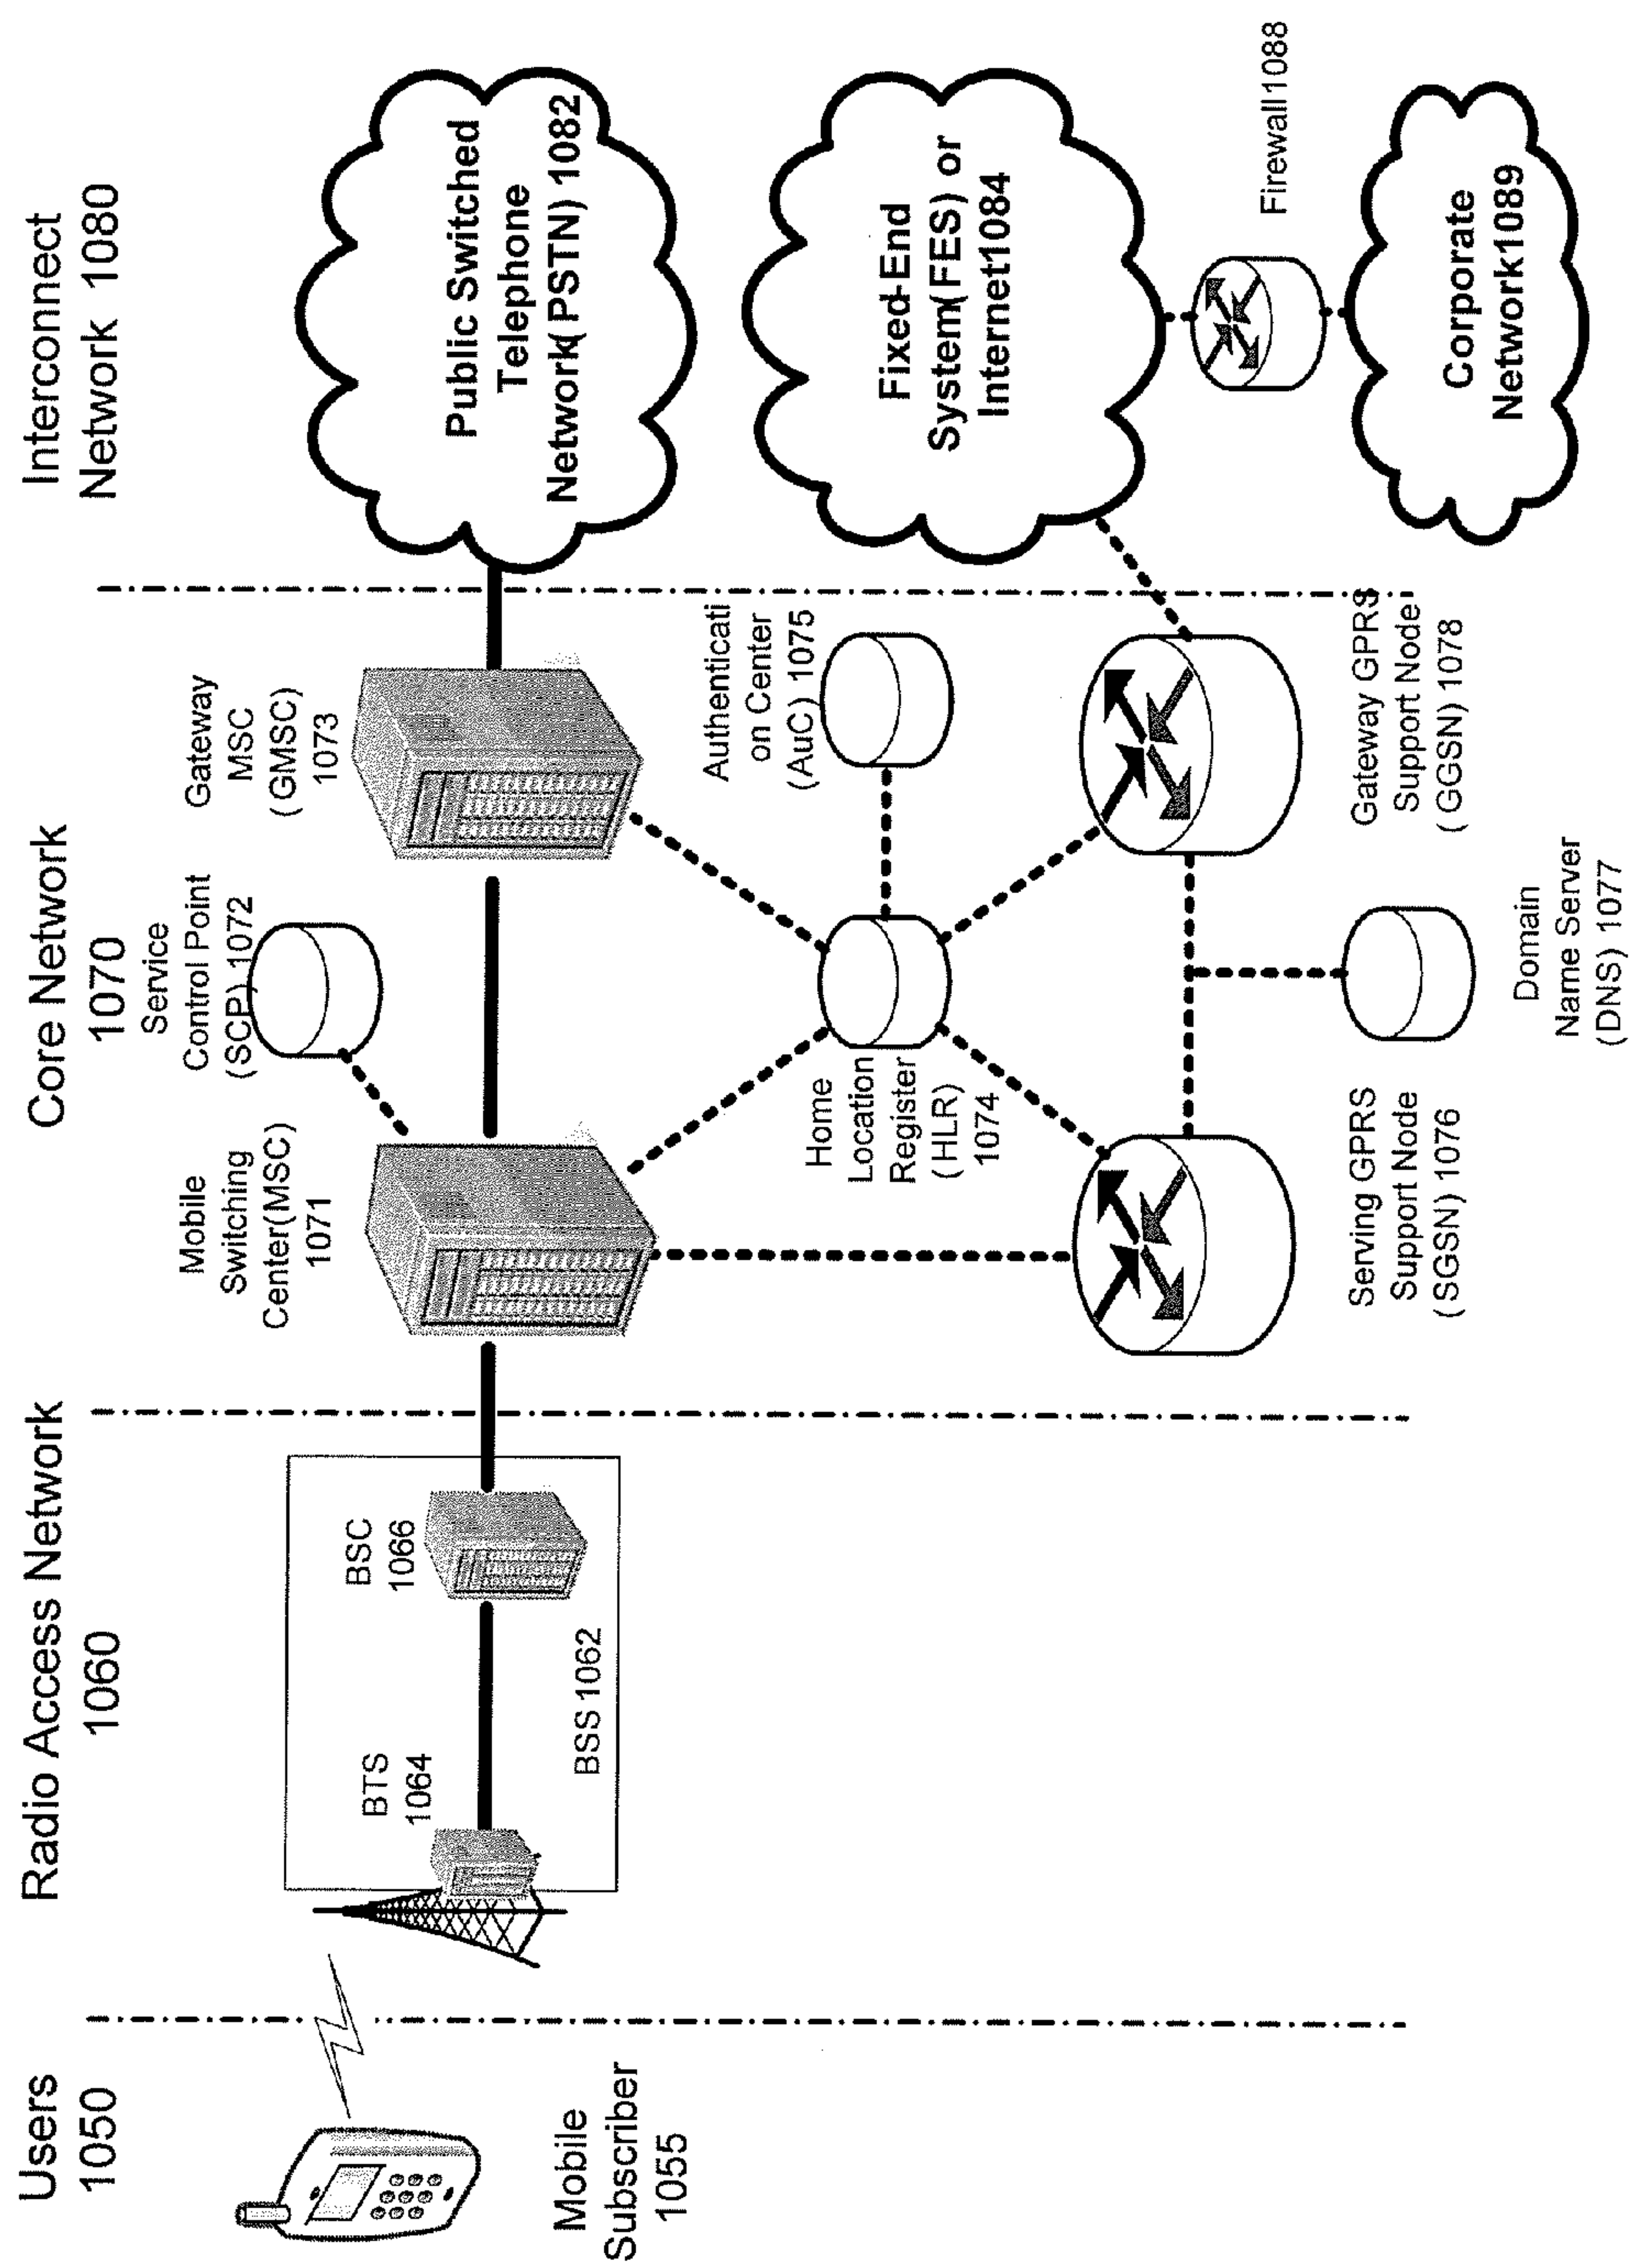 Users
1050
Radio Access Network
1060
Core Network
1070
Interconnect
Network 1080
Mobile
Subscriber
1055
BTS
1064
BSC
1066
BSS 1062
Mobile
Switching
Center(MSC)
1071
Service
Control Point
(SCP) 1072
Gateway
MSC
(GMSC)
1073
Public Switched
Telephone
Network(PSTN) 1082
Home
Location
Register
(HLR)
1074
Authenticati
on Center
(AuC) 1075
Fixed-End
System(FES) or
Internet1084
Serving GPRS
Support Node
(SGSN) 1076
Domain
Name Server
(DNS) 1077
Gateway GPRS
Support Node
(GGSN) 1078
Firewall1088
Corporate
Network1089